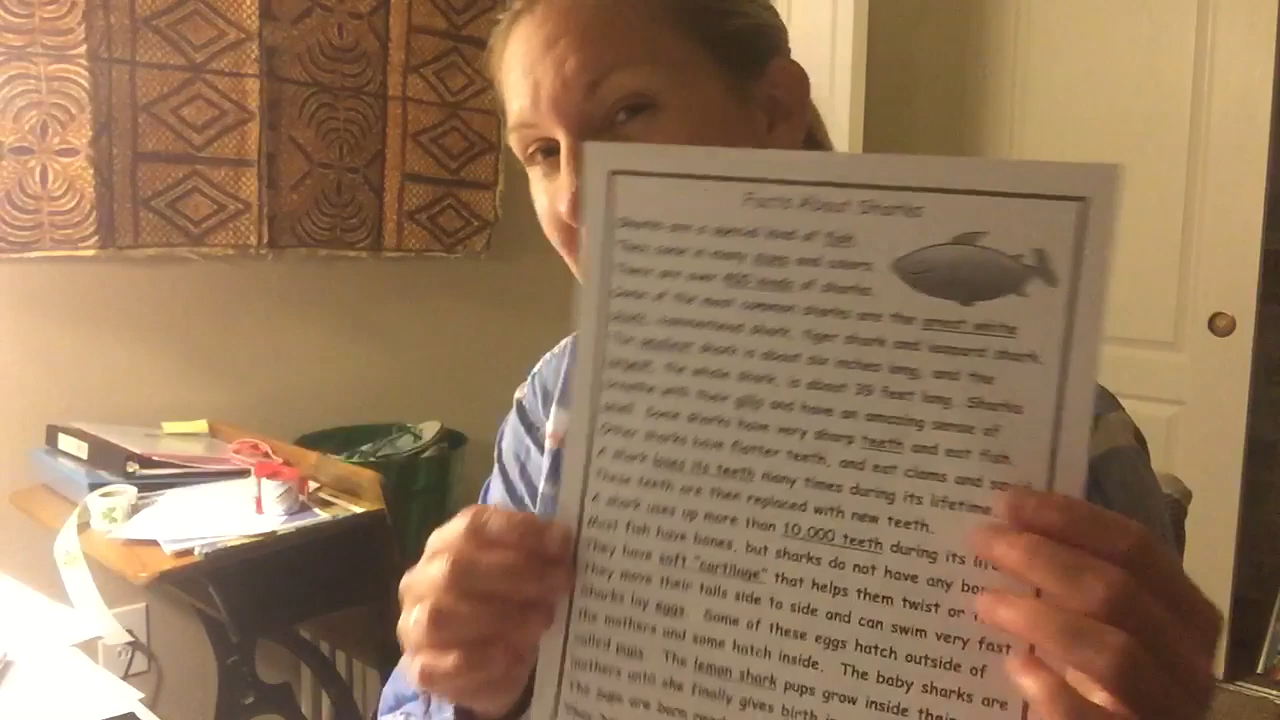 Facts About Sharks
Sharks are a special kind of fish.
They come in many sizes and colors.
There are over 465 kinds of sharks.
Some of the most common sharks are the great white
shark, hammerhead shark, tiger shark and leopard shark.
The smallest shark is about six inches long, and the
largest, the whale shark, is about 39 feet long. Sharks
breathe with their gills and have an amazing sense of
smell. Some sharks have very sharp teeth and eat fish.
Other sharks have flatter teeth, and eat clams and
A shark loses its teeth many times during its lifetime.
These teeth are then replaced with new teeth.
A shark uses up more than 10,000 teeth during its
Most fish have bones, but sharks do not have any
They have soft "cartilage" that helps them twist or
They move their tails side to side and can swim very fast
Sharks lay eggs. Some of these eggs hatch outside of
the mothers and some hatch inside. The baby sharks are
called pups. The lemon shark pups grow inside their
mothers until she finally gives birth
The pups are born